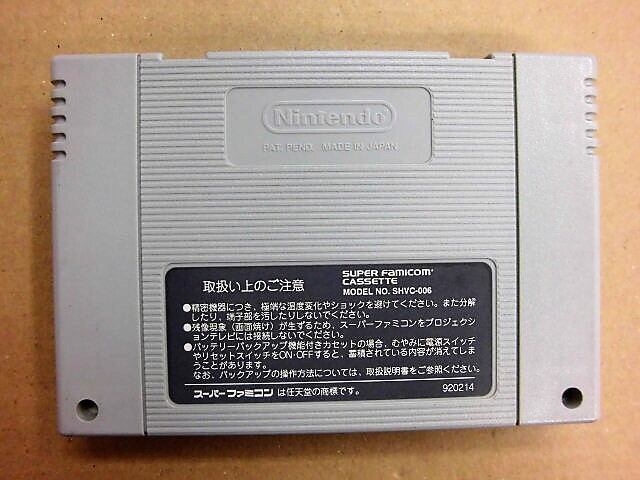 Nintendo
PAT. PEND. MADE IN JAPAN
取扱い上のご注意
SUPER FAMICOM
CASSETTE
MODEL NO. SHVC-006
●精密機器につき、極端な温度変化やショックを避けてください。また分解
したり、端子部を汚したりしないでください。
●残像現象（画面焼け）が生ずるため、スーパーファミコンをプロジェクショ
ンテレビには接続しないでください。
●バッテリーバックアップ機能付きカセットの場合、むやみに電源スイッチ
やリセットスイッチをON・OFFすると、蓄積されている内容が消えてしま
うことがあります。
なお、バックアップの操作方法については、取扱説明書をご参照ください。
スーパーファミコン は任天堂の商標です。
920214